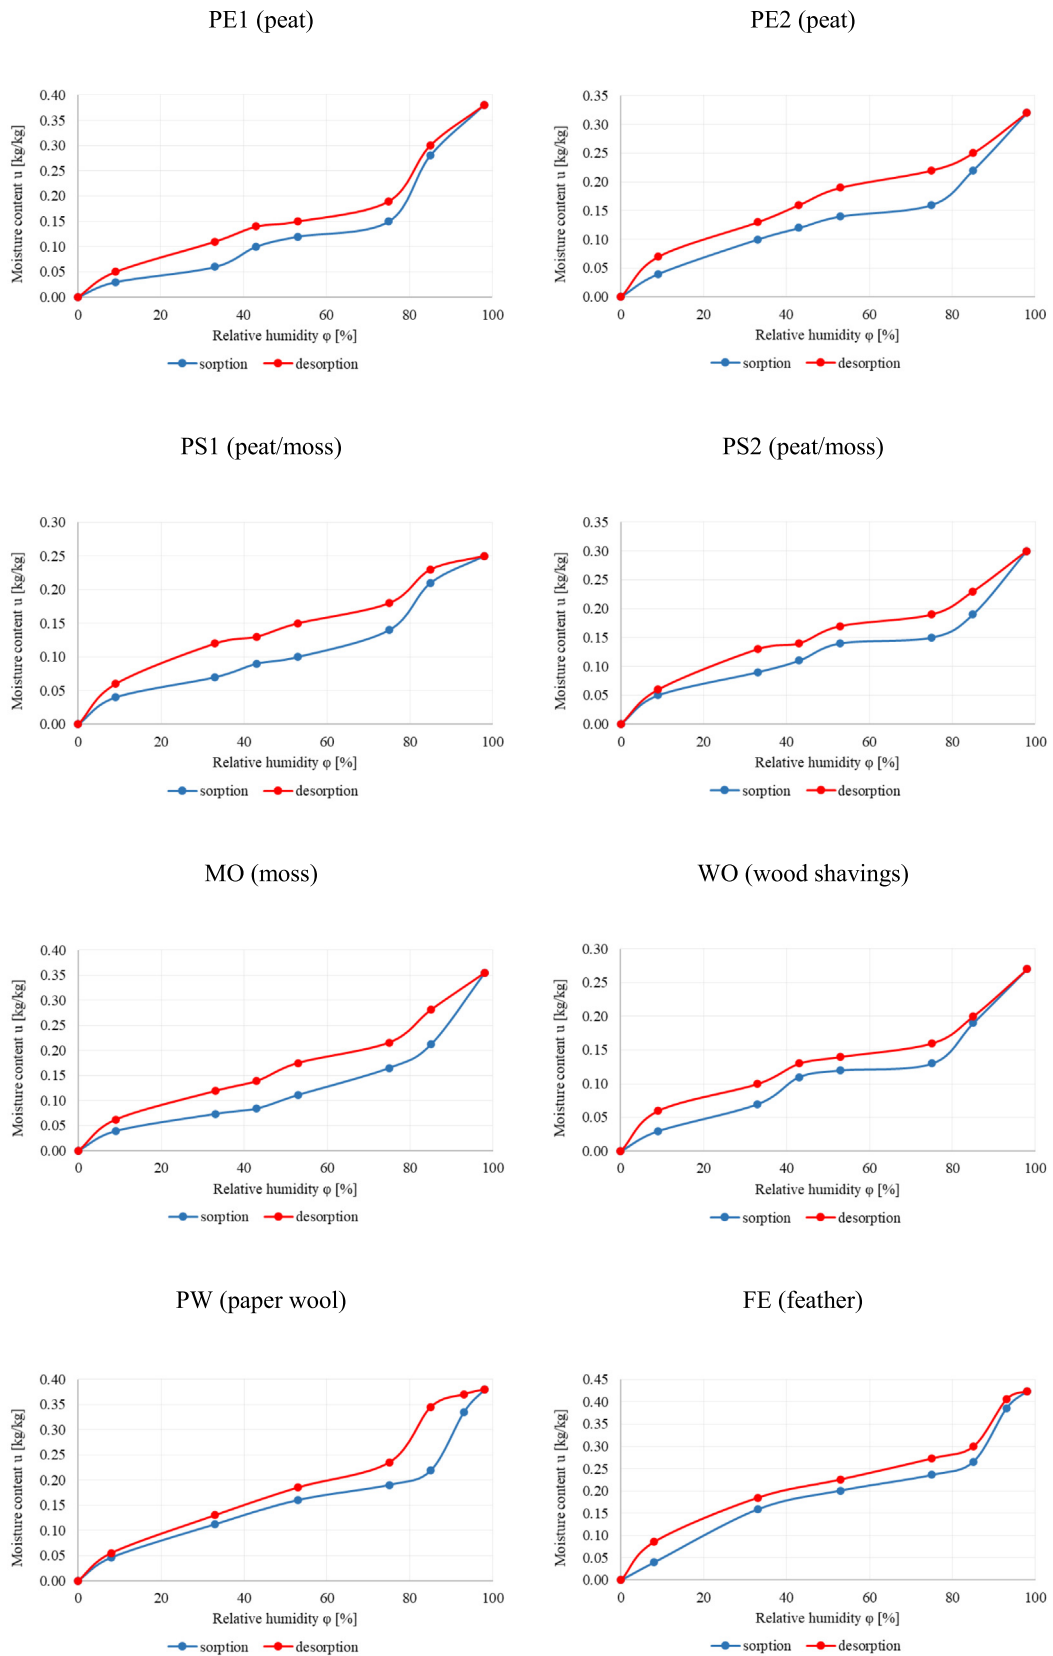 PE1 (peat)
PE2 (peat)
0.40
0.35
0.30
0.25
0.20
0.15
0.10
0.05
0.00
Moisture content u [kg/kg]
0 20 40 60 80 100
Relative humidity φ [%]
sorption desorption
0.35
0.30
0.25
0.20
0.15
0.10
0.05
0.00
Moisture content u [kg/kg]
0 20 40 60 80 100
Relative humidity φ [%]
sorption desorption
PS1 (peat/moss)
PS2 (peat/moss)
0.30
0.25
0.20
0.15
0.10
0.05
0.00
Moisture content u [kg/kg]
0 20 40 60 80 100
Relative humidity φ [%]
sorption desorption
0.35
0.30
0.25
0.20
0.15
0.10
0.05
0.00
Moisture content u [kg/kg]
0 20 40 60 80 100
Relative humidity φ [%]
sorption desorption
MO (moss)
WO (wood shavings)
0.40
0.35
0.30
0.25
0.20
0.15
0.10
0.05
0.00
Moisture content u [kg/kg]
0 20 40 60 80 100
Relative humidity φ [%]
sorption desorption
0.30
0.25
0.20
0.15
0.10
0.05
0.00
Moisture content u [kg/kg]
0 20 40 60 80 100
Relative humidity φ [%]
sorption desorption
PW (paper wool)
FE (feather)
0.40
0.35
0.30
0.25
0.20
0.15
0.10
0.05
0.00
Moisture content u [kg/kg]
0 20 40 60 80 100
Relative humidity φ [%]
sorption desorption
0.45
0.40
0.35
0.30
0.25
0.20
0.15
0.10
0.05
0.00
Moisture content u [kg/kg]
0 20 40 60 80 100
Relative humidity φ [%]
sorption desorption